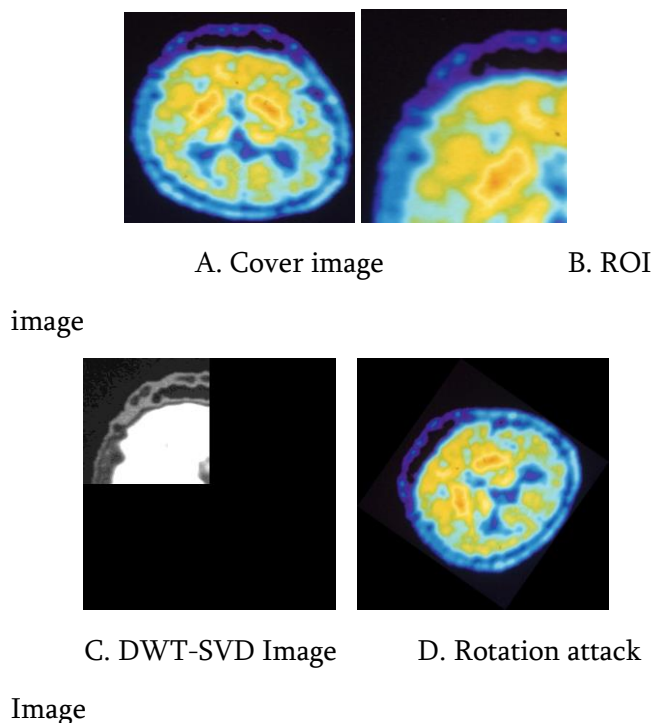 A. Cover image B. ROI
image
C. DWT-SVD Image D. Rotation attack
Image